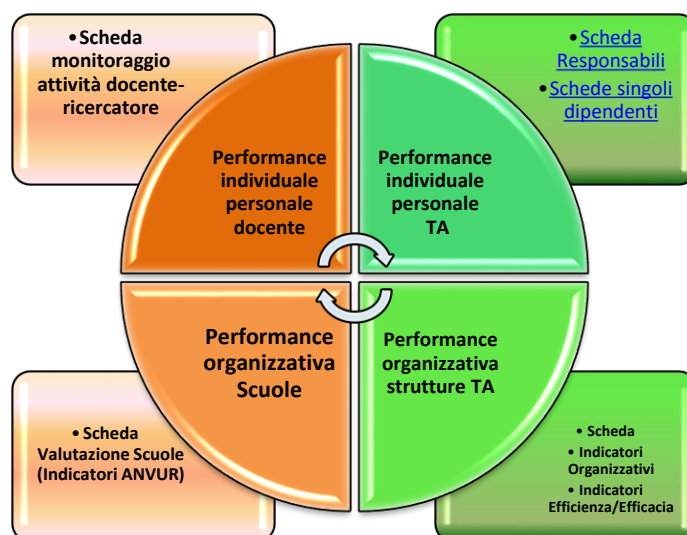 • Scheda
monitoraggio
attività docente-
ricercatore
• Scheda
Responsabili
• Schede singoli
dipendenti
Performance
individuale
personale
docente
Performance
individuale
personale
TA
Performance
organizzativa
Scuole
Performance
organizzativa
strutture TA
• Scheda
Valutazione Scuole
(Indicatori ANVUR)
• Scheda
• Indicatori
Organizzativi
• Indicatori
Efficienza/Efficacia